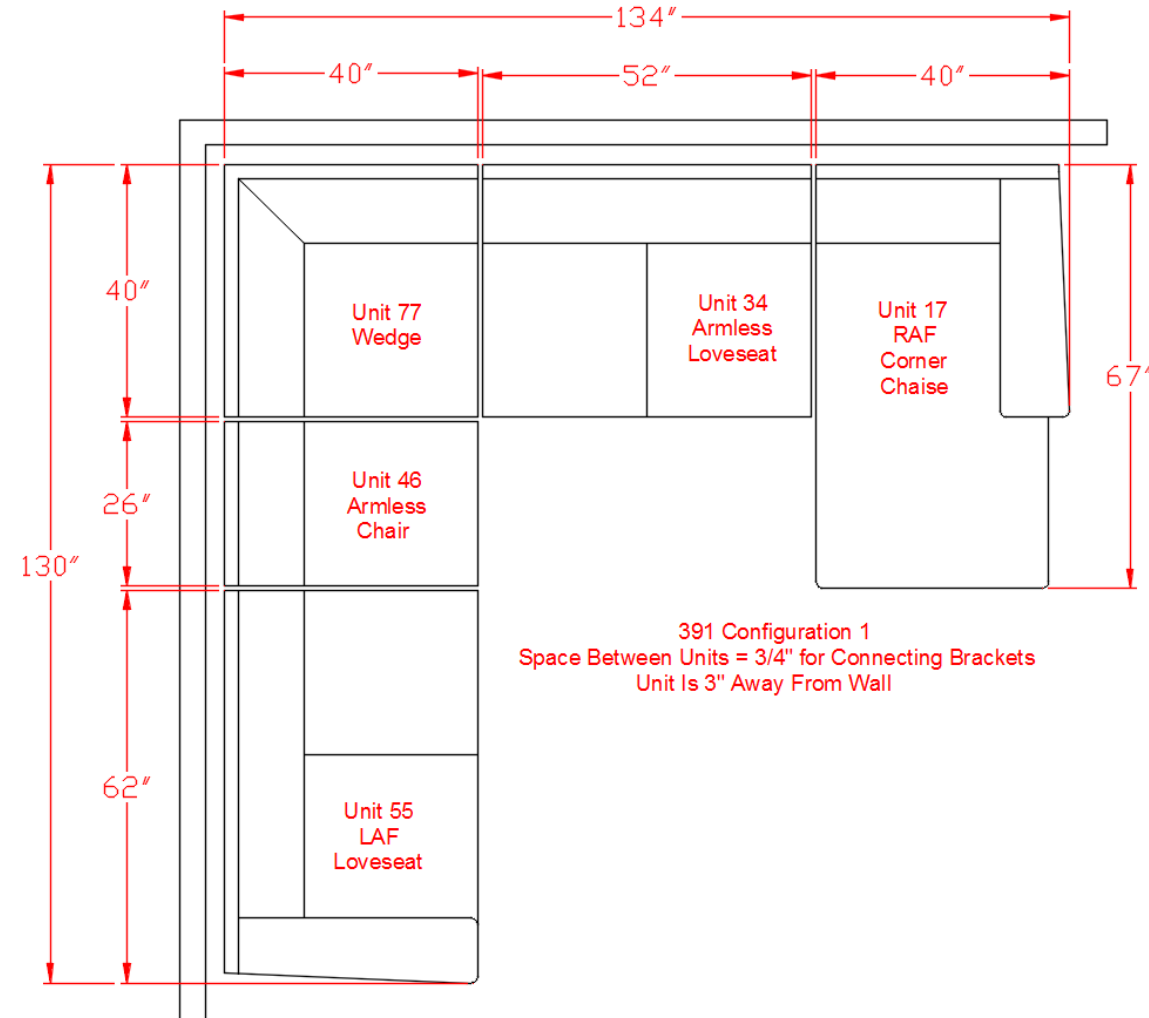 134"
40"
52"
40"
40"
Unit 77
Wedge
Unit 34
Armless
Loveseat
Unit 17
RAF
Corner
Chaise
67"
Unit 46
Armless
Chair
26"
130"
391 Configuration 1
Space Between Units = 3/4" for Connecting Brackets
Unit Is 3" Away From Wall
62"
Unit 55
LAF
Loveseat